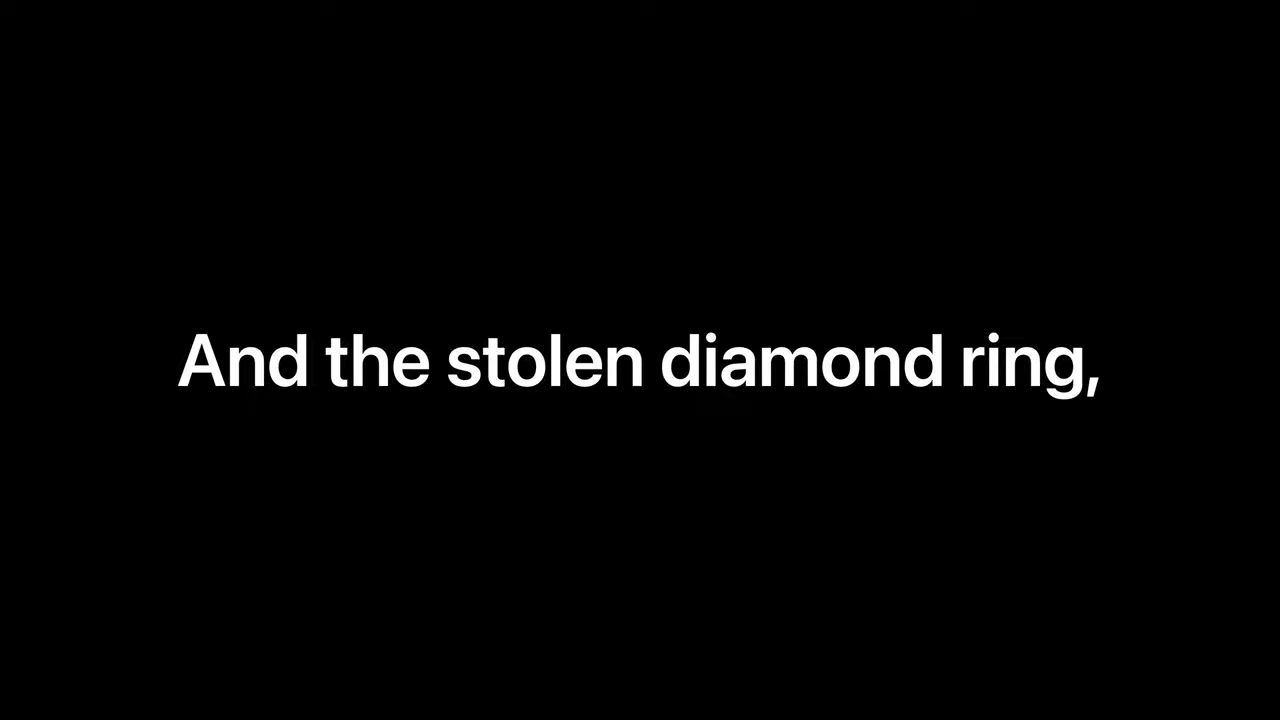 And the stolen diamond ring,